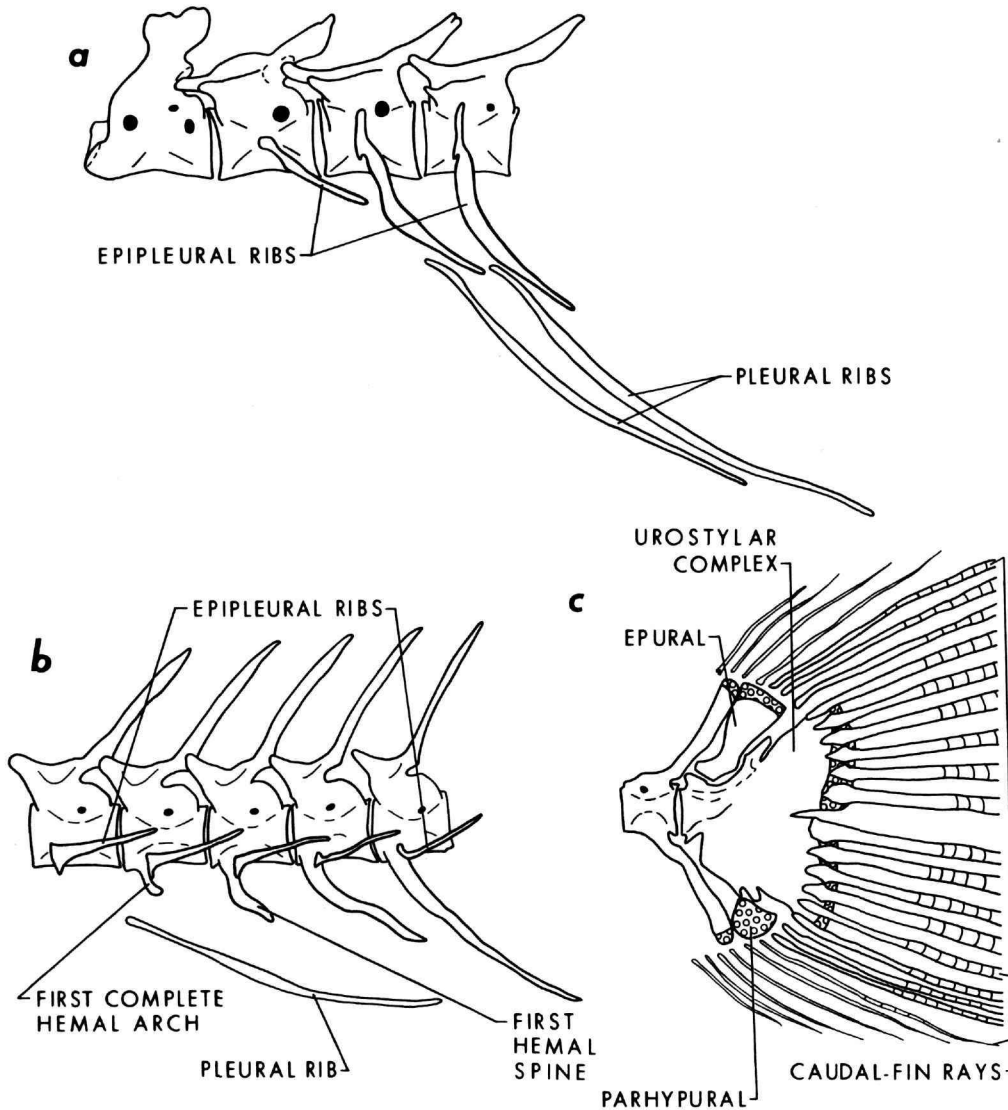 a
EPIPLEURAL RIBS
PLEURAL RIBS
b
EPIPLEURAL RIBS
FIRST COMPLETE
HEMAL ARCH
PLEURAL RIB
FIRST
HEMAL
SPINE
c
UROSTYLAR
COMPLEX
EPURAL
PARHYPURAL
CAUDAL-FIN RAYS